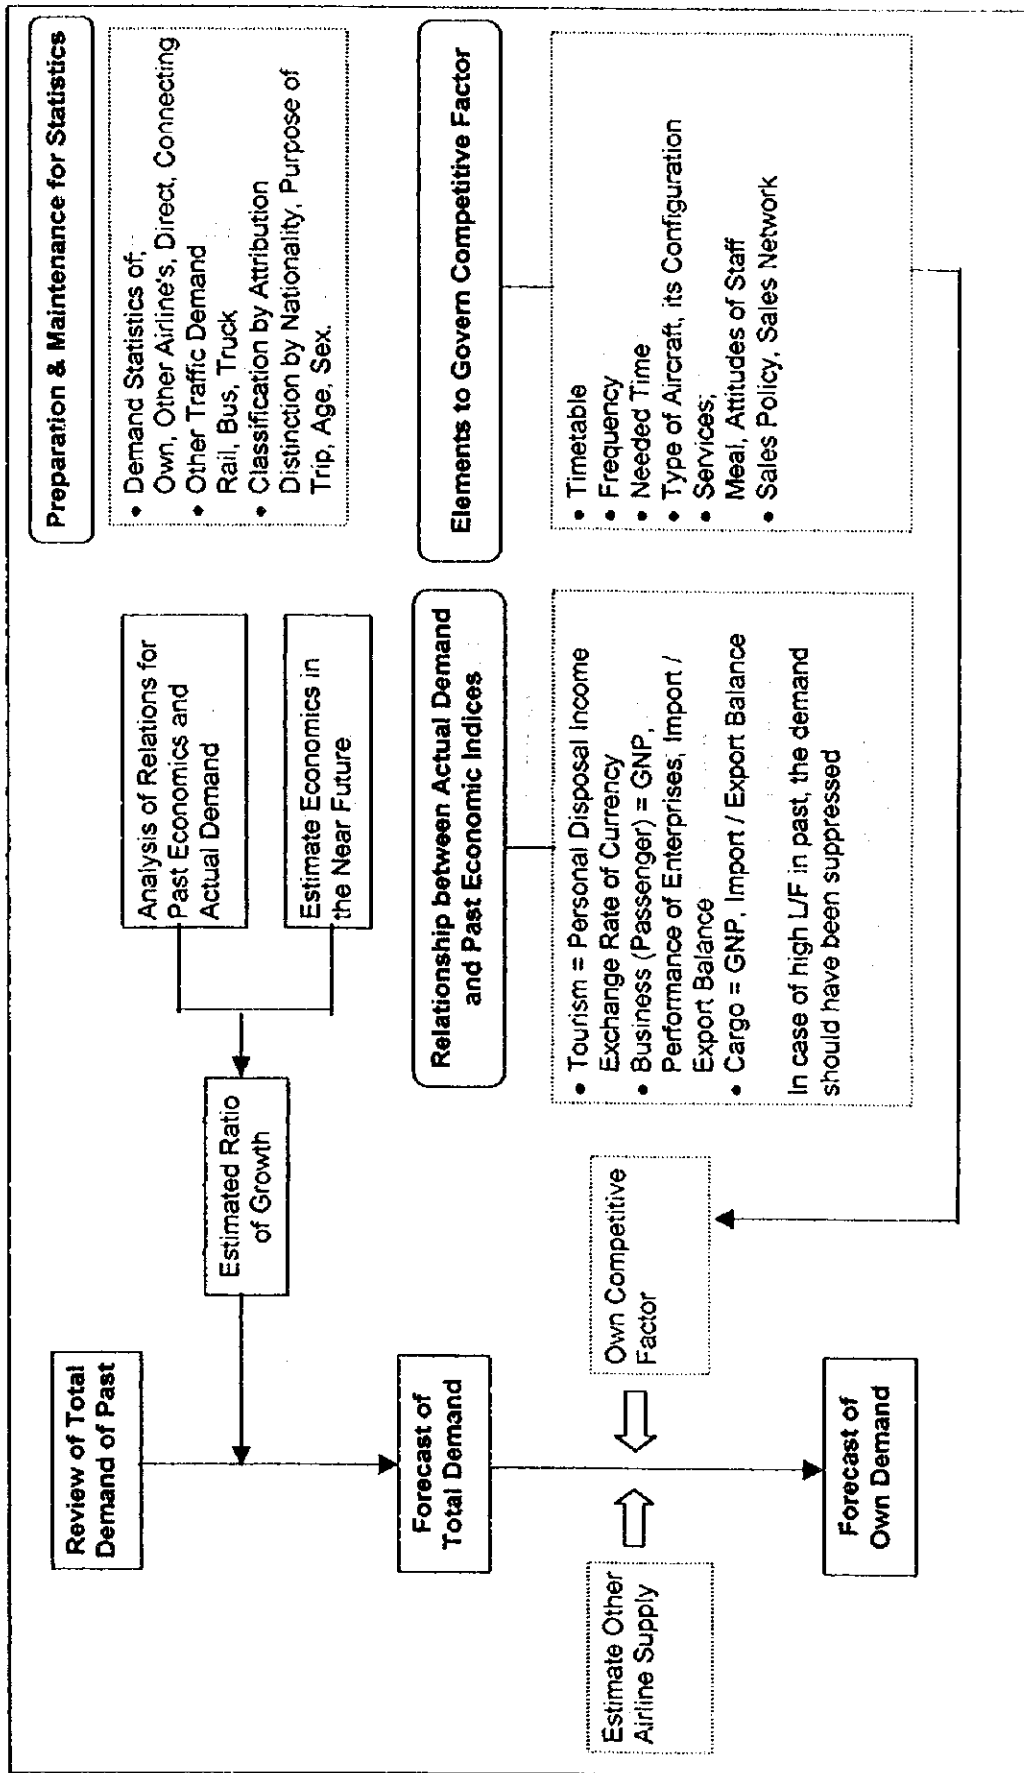 Review of Total
Demand of Past
Estimated Ratio
of Growth
Analysis of Relations for
Past Economics and
Actual Demand
Estimate Economics in
the Near Future
Preparation & Maintenance for Statistics
• Demand Statistics of;
Own, Other Airline's, Direct, Connecting
• Other Traffic Demand
Rail, Bus, Truck
• Classification by Attribution
Distinction by Nationality, Purpose of
Trip, Age, Sex.
Forecast of
Total Demand
Relationship between Actual Demand
and Past Economic Indices
• Tourism = Personal Disposal Income
Exchange Rate of Currency
• Business (Passenger) = GNP,
Performance of Enterprises; Import /
Export Balance
• Cargo = GNP, Import / Export Balance
In case of high L/F in past, the demand
should have been suppressed
Elements to Govern Competitive Factor
• Timetable
• Frequency
• Needed Time
• Type of Aircraft, its Configuration
• Services;
Meal, Attitudes of Staff
• Sales Policy, Sales Network
Estimate Other
Airline Supply
Own Competitive
Factor
Forecast of
Own Demand